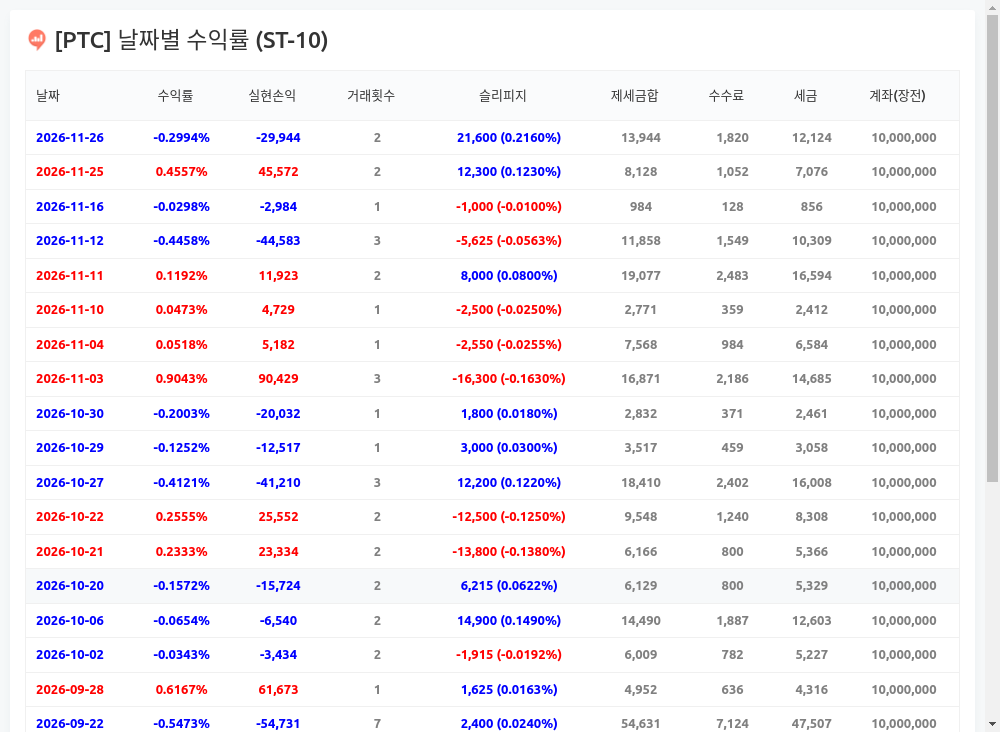 [PTC] 날짜별 수익률 (ST-10)
날짜 수익률 실현손익 거래횟수 슬리피지 제세금합 수수료 세금 계좌(장전)
2026-11-26 -0.2994% -29,944 2 21,600 (0.2160%) 13,944 1,820 12,124 10,000,000
2026-11-25 0.4557% 45,572 2 12,300 (0.1230%) 8,128 1,052 7,076 10,000,000
2026-11-16 -0.0298% -2,984 1 -1,000 (-0.0100%) 984 128 856 10,000,000
2026-11-12 -0.4458% -44,583 3 -5,625 (-0.0563%) 11,858 1,549 10,309 10,000,000
2026-11-11 0.1192% 11,923 2 8,000 (0.0800%) 19,077 2,483 16,594 10,000,000
2026-11-10 0.0473% 4,729 1 -2,500 (-0.0250%) 2,771 359 2,412 10,000,000
2026-11-04 0.0518% 5,182 1 -2,550 (-0.0255%) 7,568 984 6,584 10,000,000
2026-11-03 0.9043% 90,429 3 -16,300 (-0.1630%) 16,871 2,186 14,685 10,000,000
2026-10-30 -0.2003% -20,032 1 1,800 (0.0180%) 2,832 371 2,461 10,000,000
2026-10-29 -0.1252% -12,517 1 3,000 (0.0300%) 3,517 459 3,058 10,000,000
2026-10-27 -0.4121% -41,210 3 12,200 (0.1220%) 18,410 2,402 16,008 10,000,000
2026-10-22 0.2555% 25,552 2 -12,500 (-0.1250%) 9,548 1,240 8,308 10,000,000
2026-10-21 0.2333% 23,334 2 -13,800 (-0.1380%) 6,166 800 5,366 10,000,000
2026-10-20 -0.1572% -15,724 2 6,215 (0.0622%) 6,129 800 5,329 10,000,000
2026-10-06 -0.0654% -6,540 2 14,900 (0.1490%) 14,490 1,887 12,603 10,000,000
2026-10-02 -0.0343% -3,434 2 -1,915 (-0.0192%) 6,009 782 5,227 10,000,000
2026-09-28 0.6167% 61,673 1 1,625 (0.0163%) 4,952 636 4,316 10,000,000
2026-09-22 -0.5473% -54,731 7 2,400 (0.0240%) 54,631 7,124 47,507 10,000,000